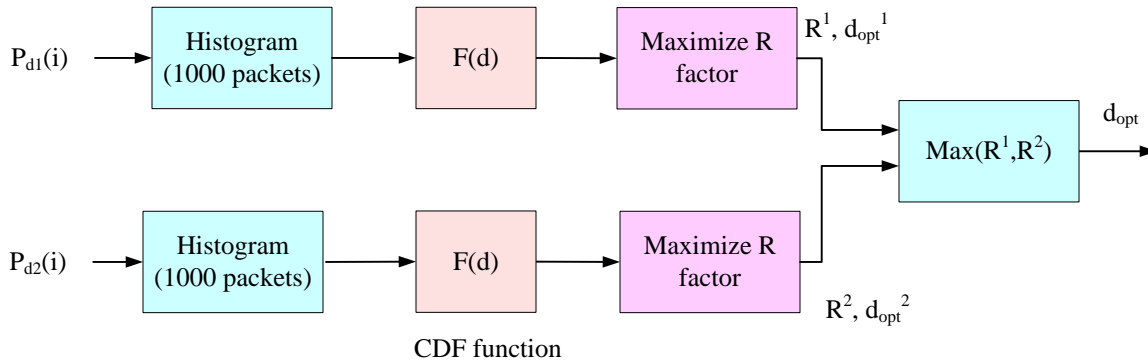 P_d1(i)
Histogram
(1000 packets)
F(d)
Maximize R
factor
R^1, d_opt^1
Max(R^1,R^2)
d_opt
P_d2(i)
Histogram
(1000 packets)
F(d)
Maximize R
factor
R^2, d_opt^2
CDF function